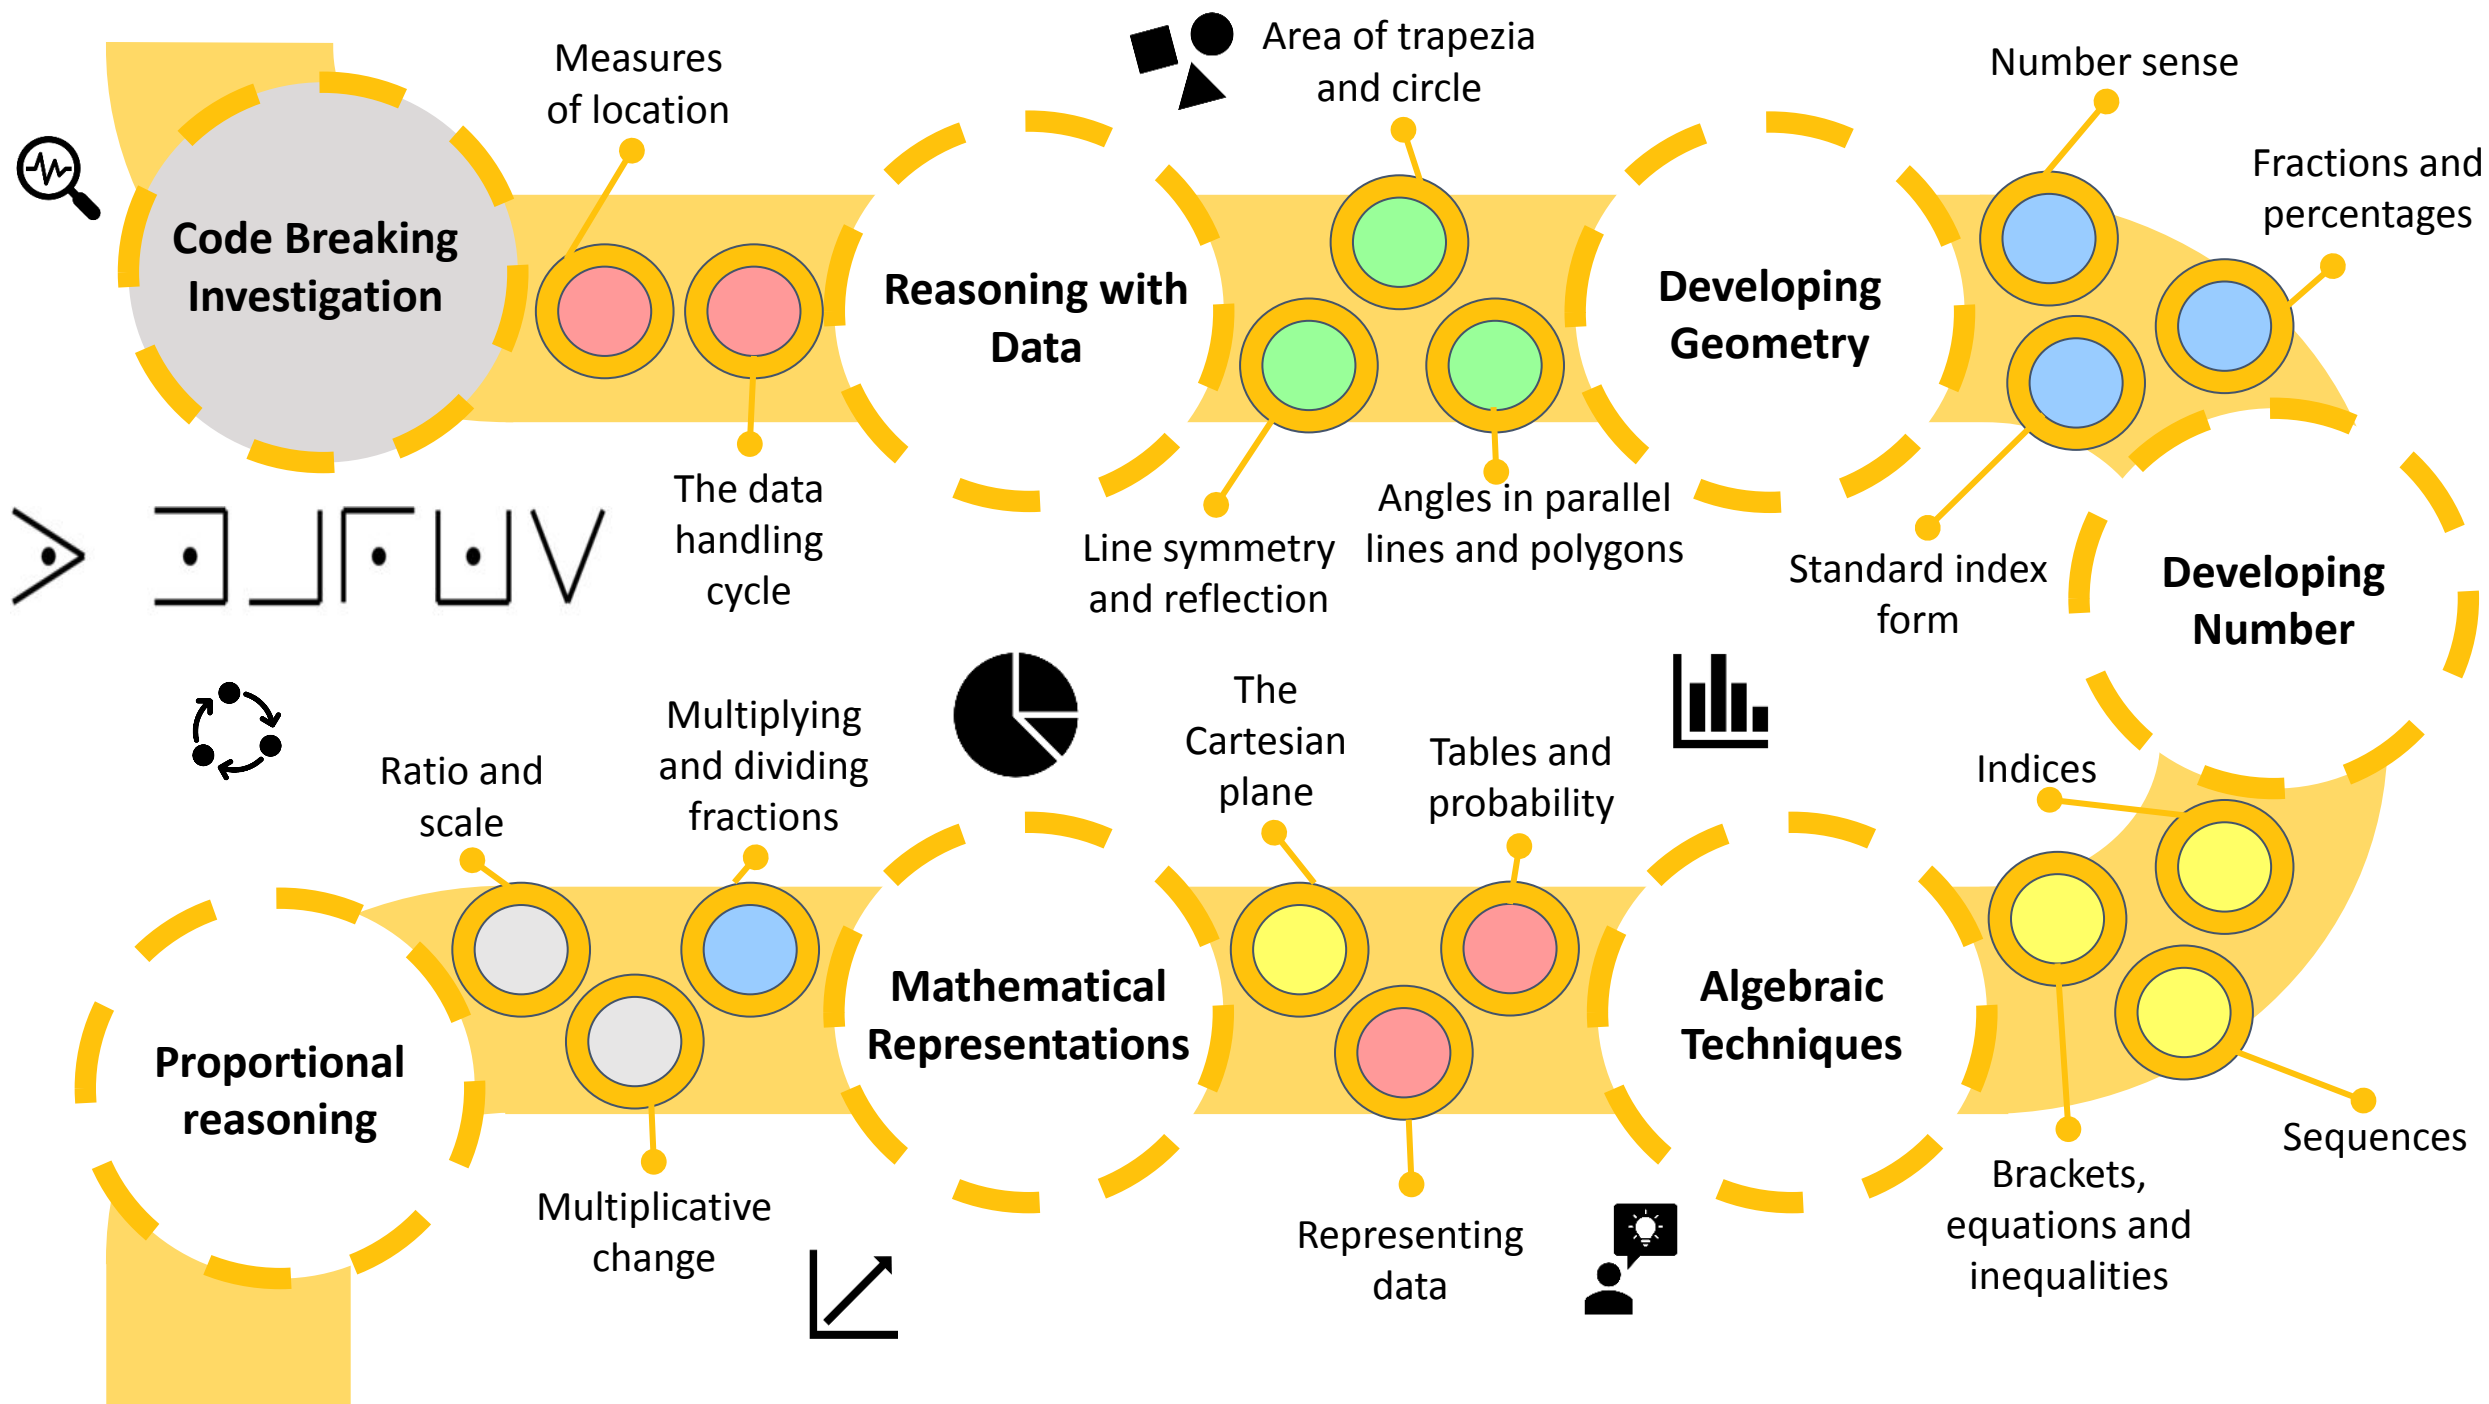 Measures
of location
Area of trapezia
and circle
Number sense
Fractions and
percentages
Code Breaking
Investigation
Reasoning with
Data
Developing
Geometry
The data
handling
cycle
Line symmetry
and reflection
Angles in parallel
lines and polygons
Standard index
form
Developing
Number
Ratio and
scale
Multiplying
and dividing
fractions
The
Cartesian
plane
Tables and
probability
Indices
Proportional
reasoning
Mathematical
Representations
Algebraic
Techniques
Sequences
Multiplicative
change
Representing
data
Brackets,
equations and
inequalities